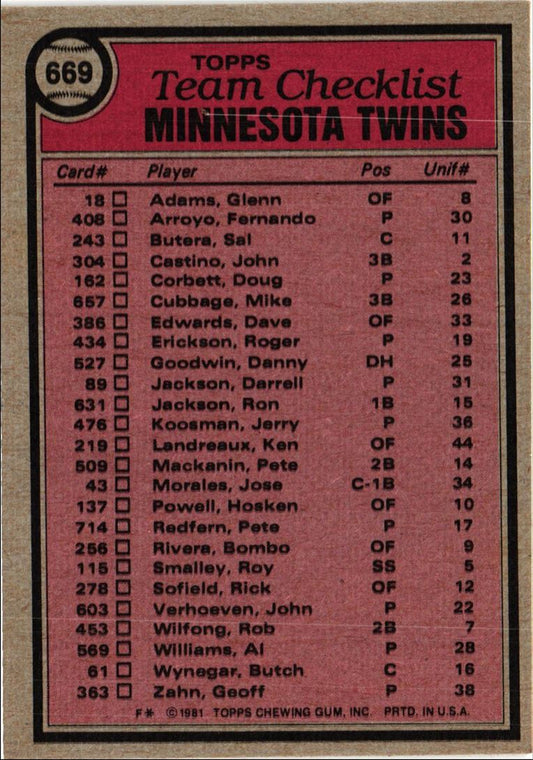 669
TOPPS
Team Checklist
MINNESOTA TWINS
Card# Player Pos Unif#
18 Adams, Glenn OF 8
408 Arroyo, Fernando P 30
243 Butera, Sal C 11
304 Castino, John 3B 2
162 Corbett, Doug P 23
657 Cubbage, Mike 3B 26
386 Edwards, Dave OF 33
434 Erickson, Roger P 19
527 Goodwin, Danny DH 25
89 Jackson, Darrell P 31
631 Jackson, Ron 1B 15
476 Koosman, Jerry P 36
219 Landreaux, Ken OF 44
509 Mackanin, Pete 2B 14
43 Morales, Jose C-1B 34
137 Powell, Hosken OF 10
714 Redfern, Pete P 17
256 Rivera, Bombo OF 9
115 Smalley, Roy SS 5
278 Sofield, Rick OF 12
603 Verhoeven, John P 22
453 Wilfong, Rob 2B 7
569 Williams, Al P 28
61 Wynegar, Butch C 16
363 Zahn, Geoff P 38
F* ©1981 TOPPS CHEWING GUM, INC. PRTD. IN U.S.A.